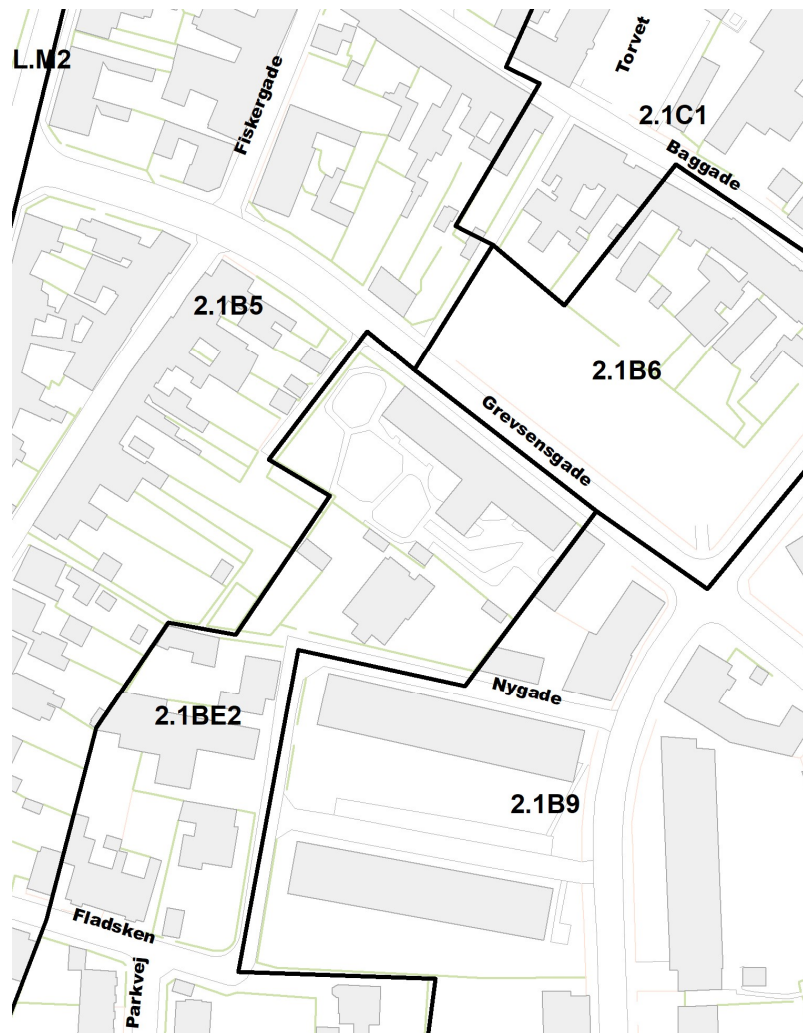 Torvet
L.M2
Fiskergade
2.1C1
Baggade
2.1B5
2.1B6
Grevsensgade
Nygade
2.1BE2
2.1B9
Fladsken
Parkvej